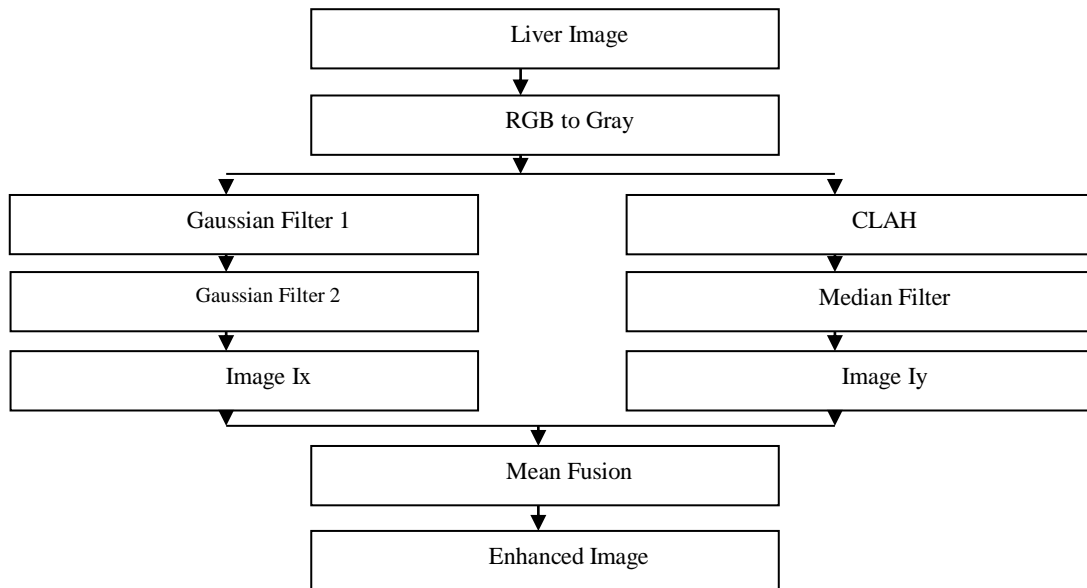 Liver Image
RGB to Gray
Gaussian Filter 1
CLAH
Gaussian Filter 2
Median Filter
Image Ix
Image Iy
Mean Fusion
Enhanced Image